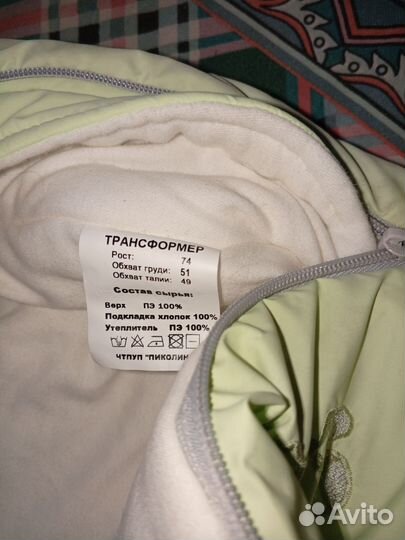 ТРАНСФОРМЕР
Рост: 74
Обхват груди: 51
Обхват талии: 49
Состав сырья:
Верх ПЭ 100%
Подкладка хлопок 100%
Утеплитель ПЭ 100%
ЧТПУП "ПИКОЛИН
Avito